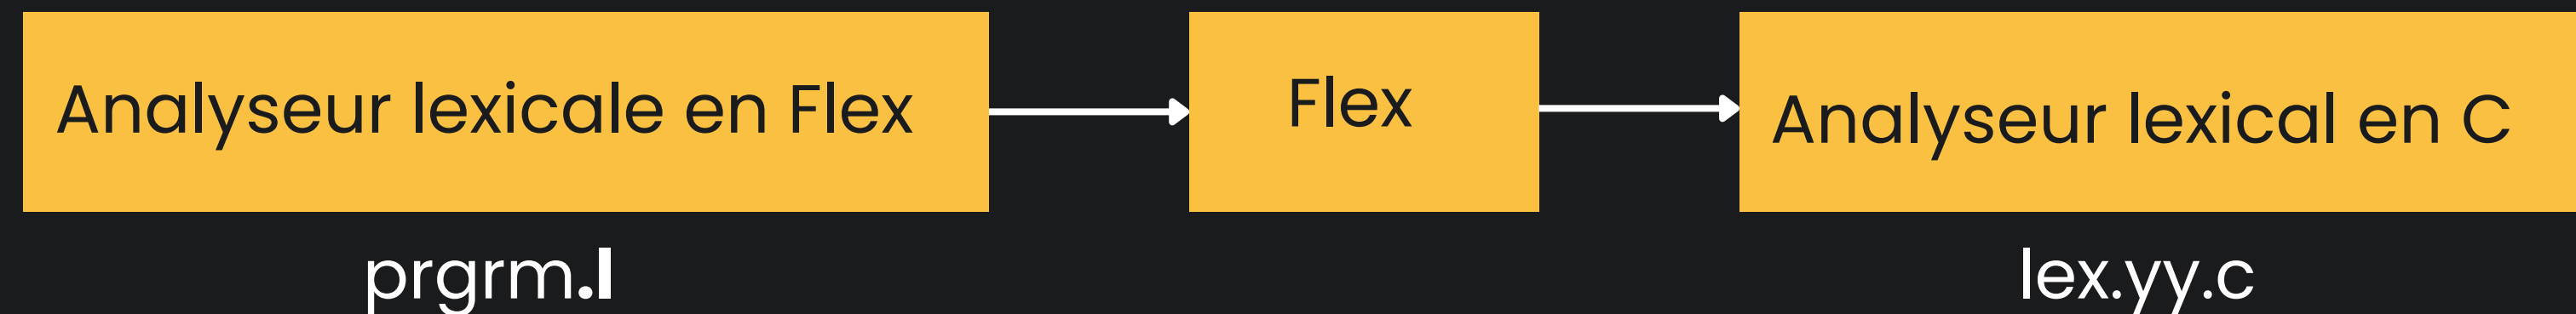 Analyseur lexicale en Flex
Flex
Analyseur lexical en C
prgrm.l
lex.yy.c